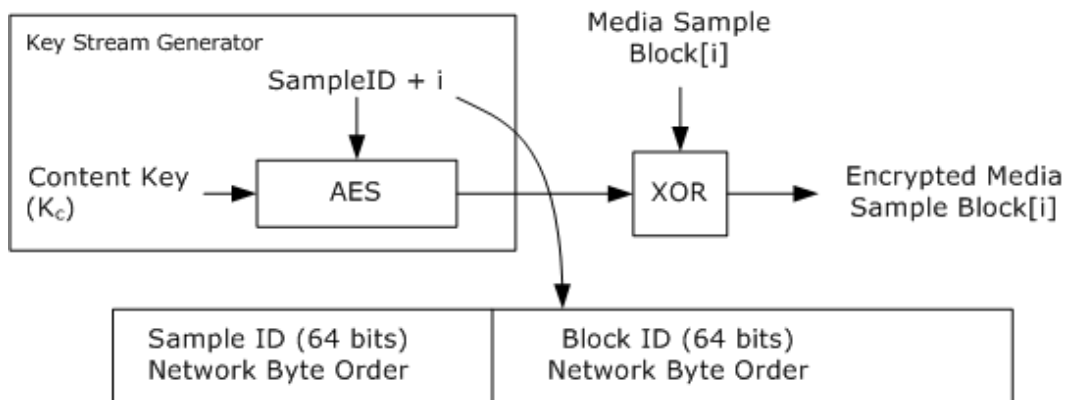 Key Stream Generator
Media Sample
Block[i]
SampleID + i
Content Key
(Kc)
AES
XOR
Encrypted Media
Sample Block[i]
Sample ID (64 bits)
Network Byte Order
Block ID (64 bits)
Network Byte Order